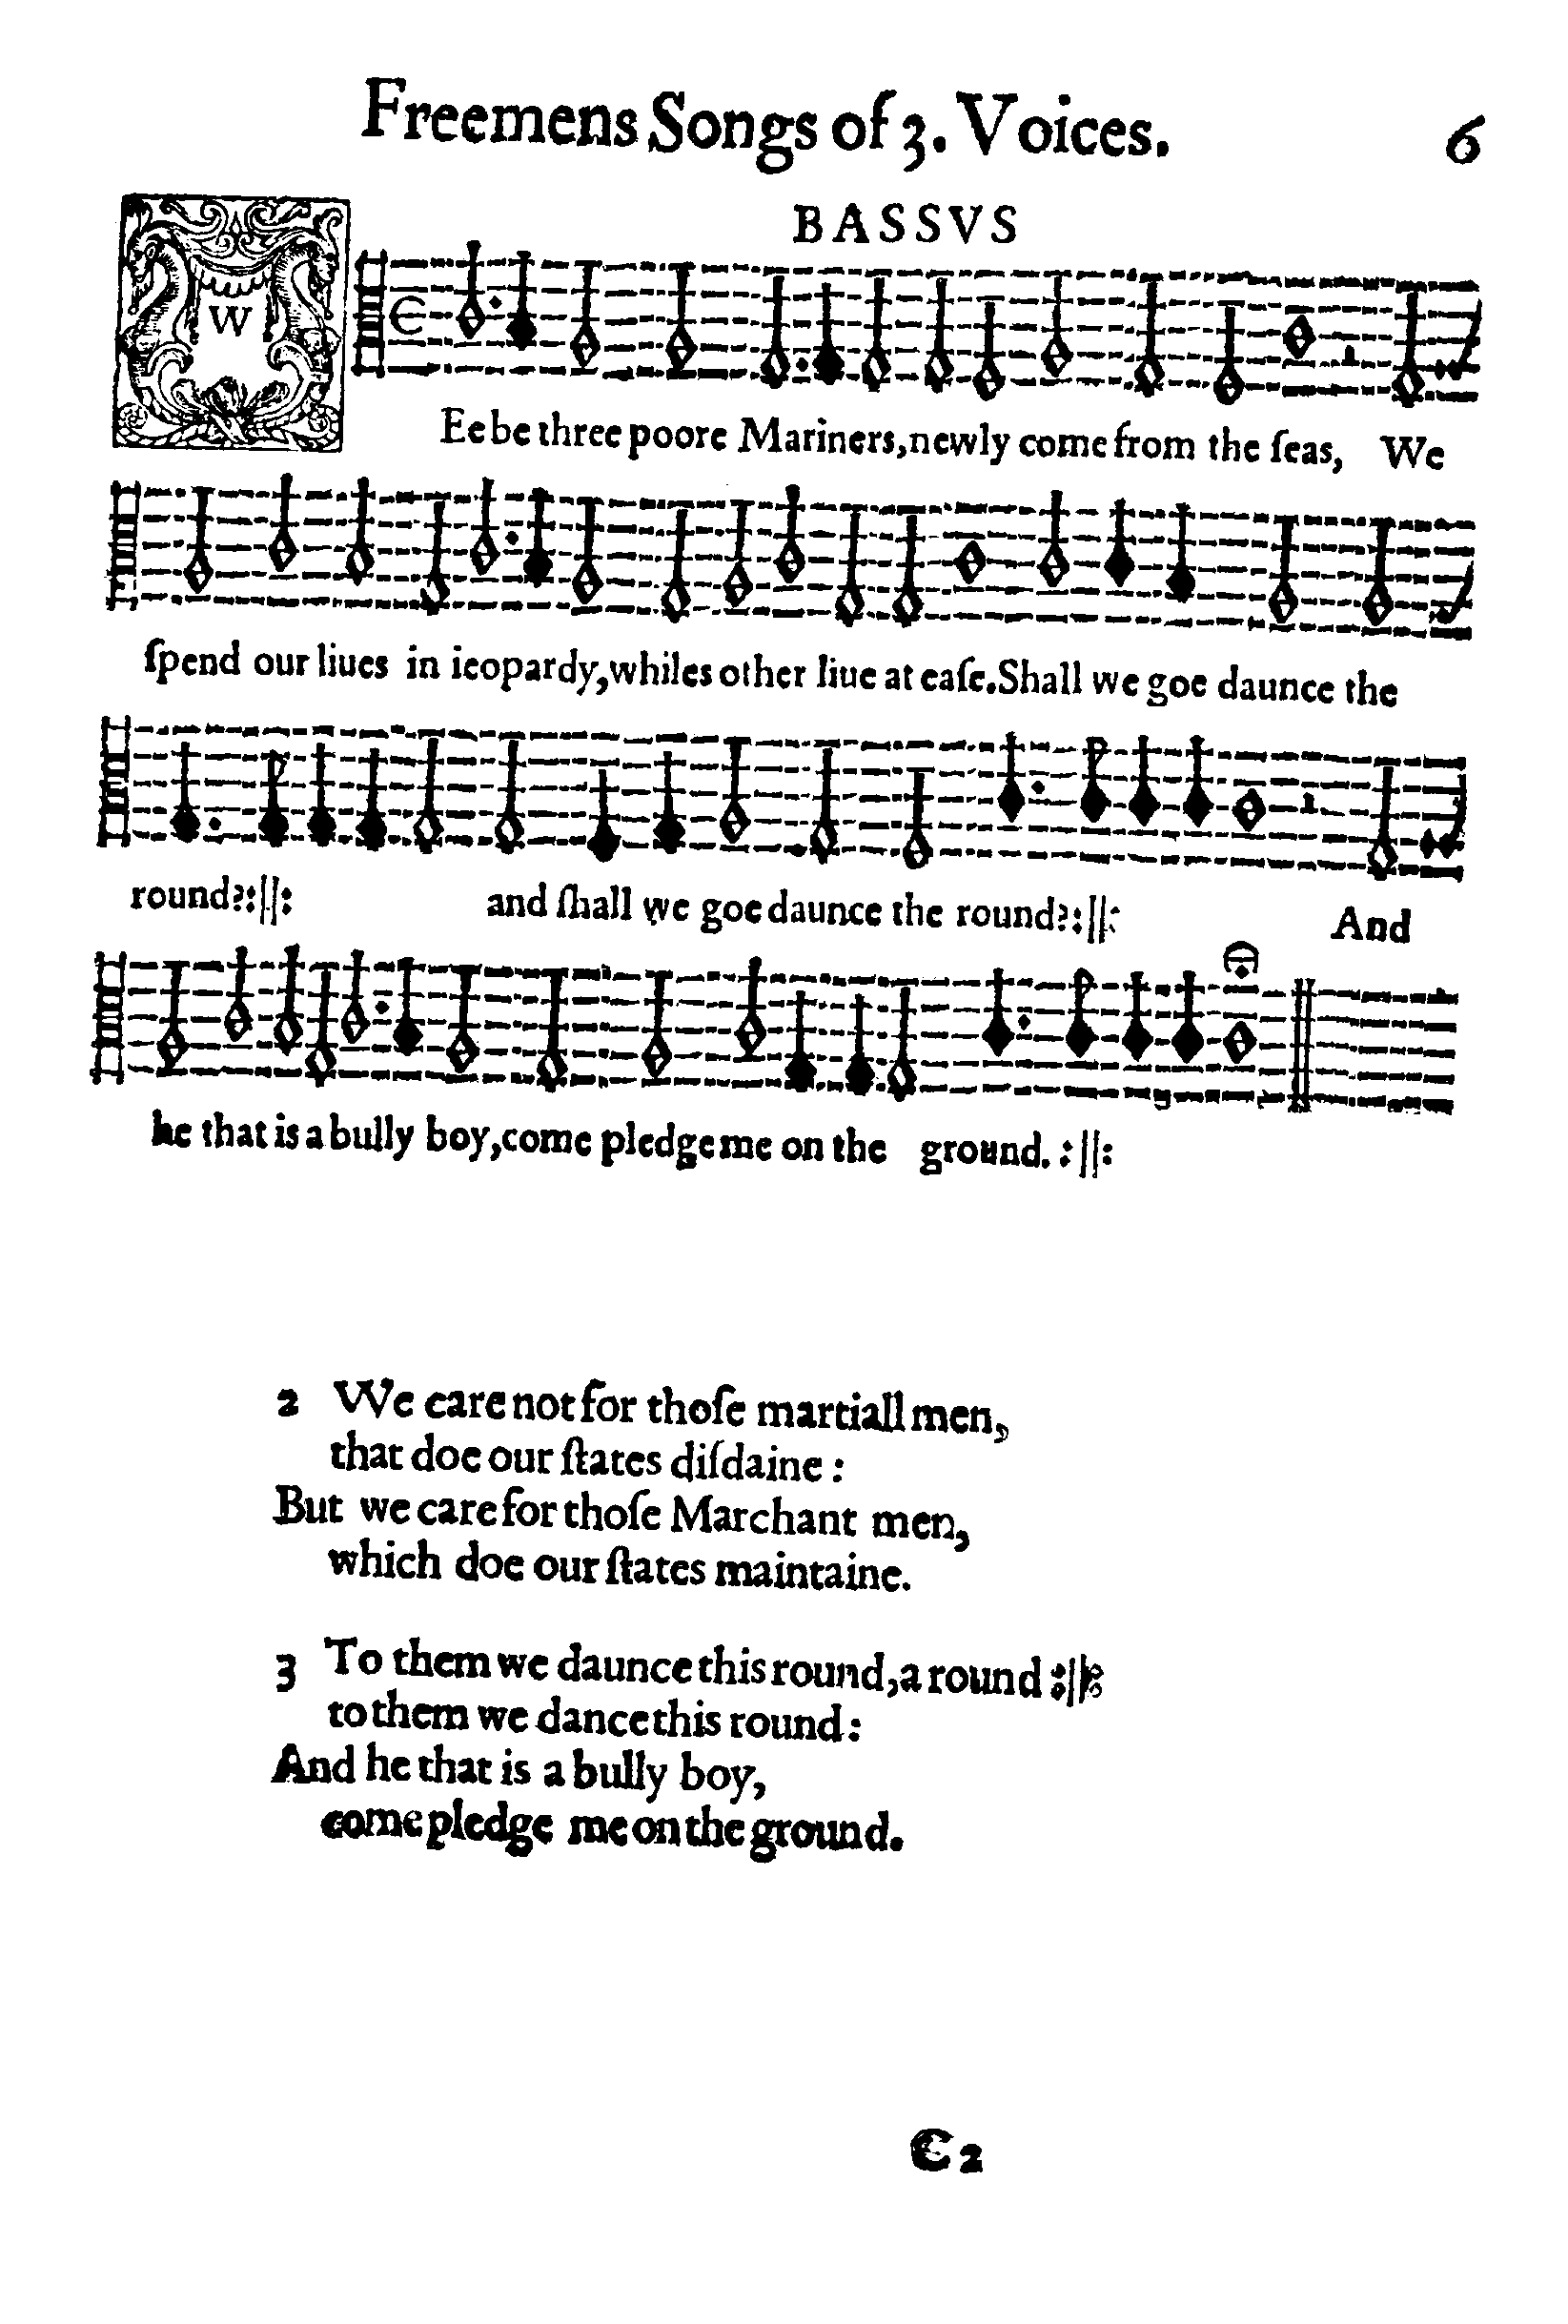 Freemens Songs of 3. Voices. 6
BASSVS
WEe be three poore Mariners, newly come from the ſeas, We
ſpend our liues in ieopardy, whiles other liue at eaſe. Shall we goe daunce the
round? :||: and ſhall we goe daunce the round? :||: And
he that is a bully boy, come pledge me on the ground. :||:
2 We care not for thoſe martiall men,
that doe our ſtates diſdaine :
But we care for thoſe Marchant men,
which doe our ſtates maintaine.
3 To them we daunce this round, a round :||:
to them we dance this round :
And he that is a bully boy,
come pledge me on the ground.
C 2